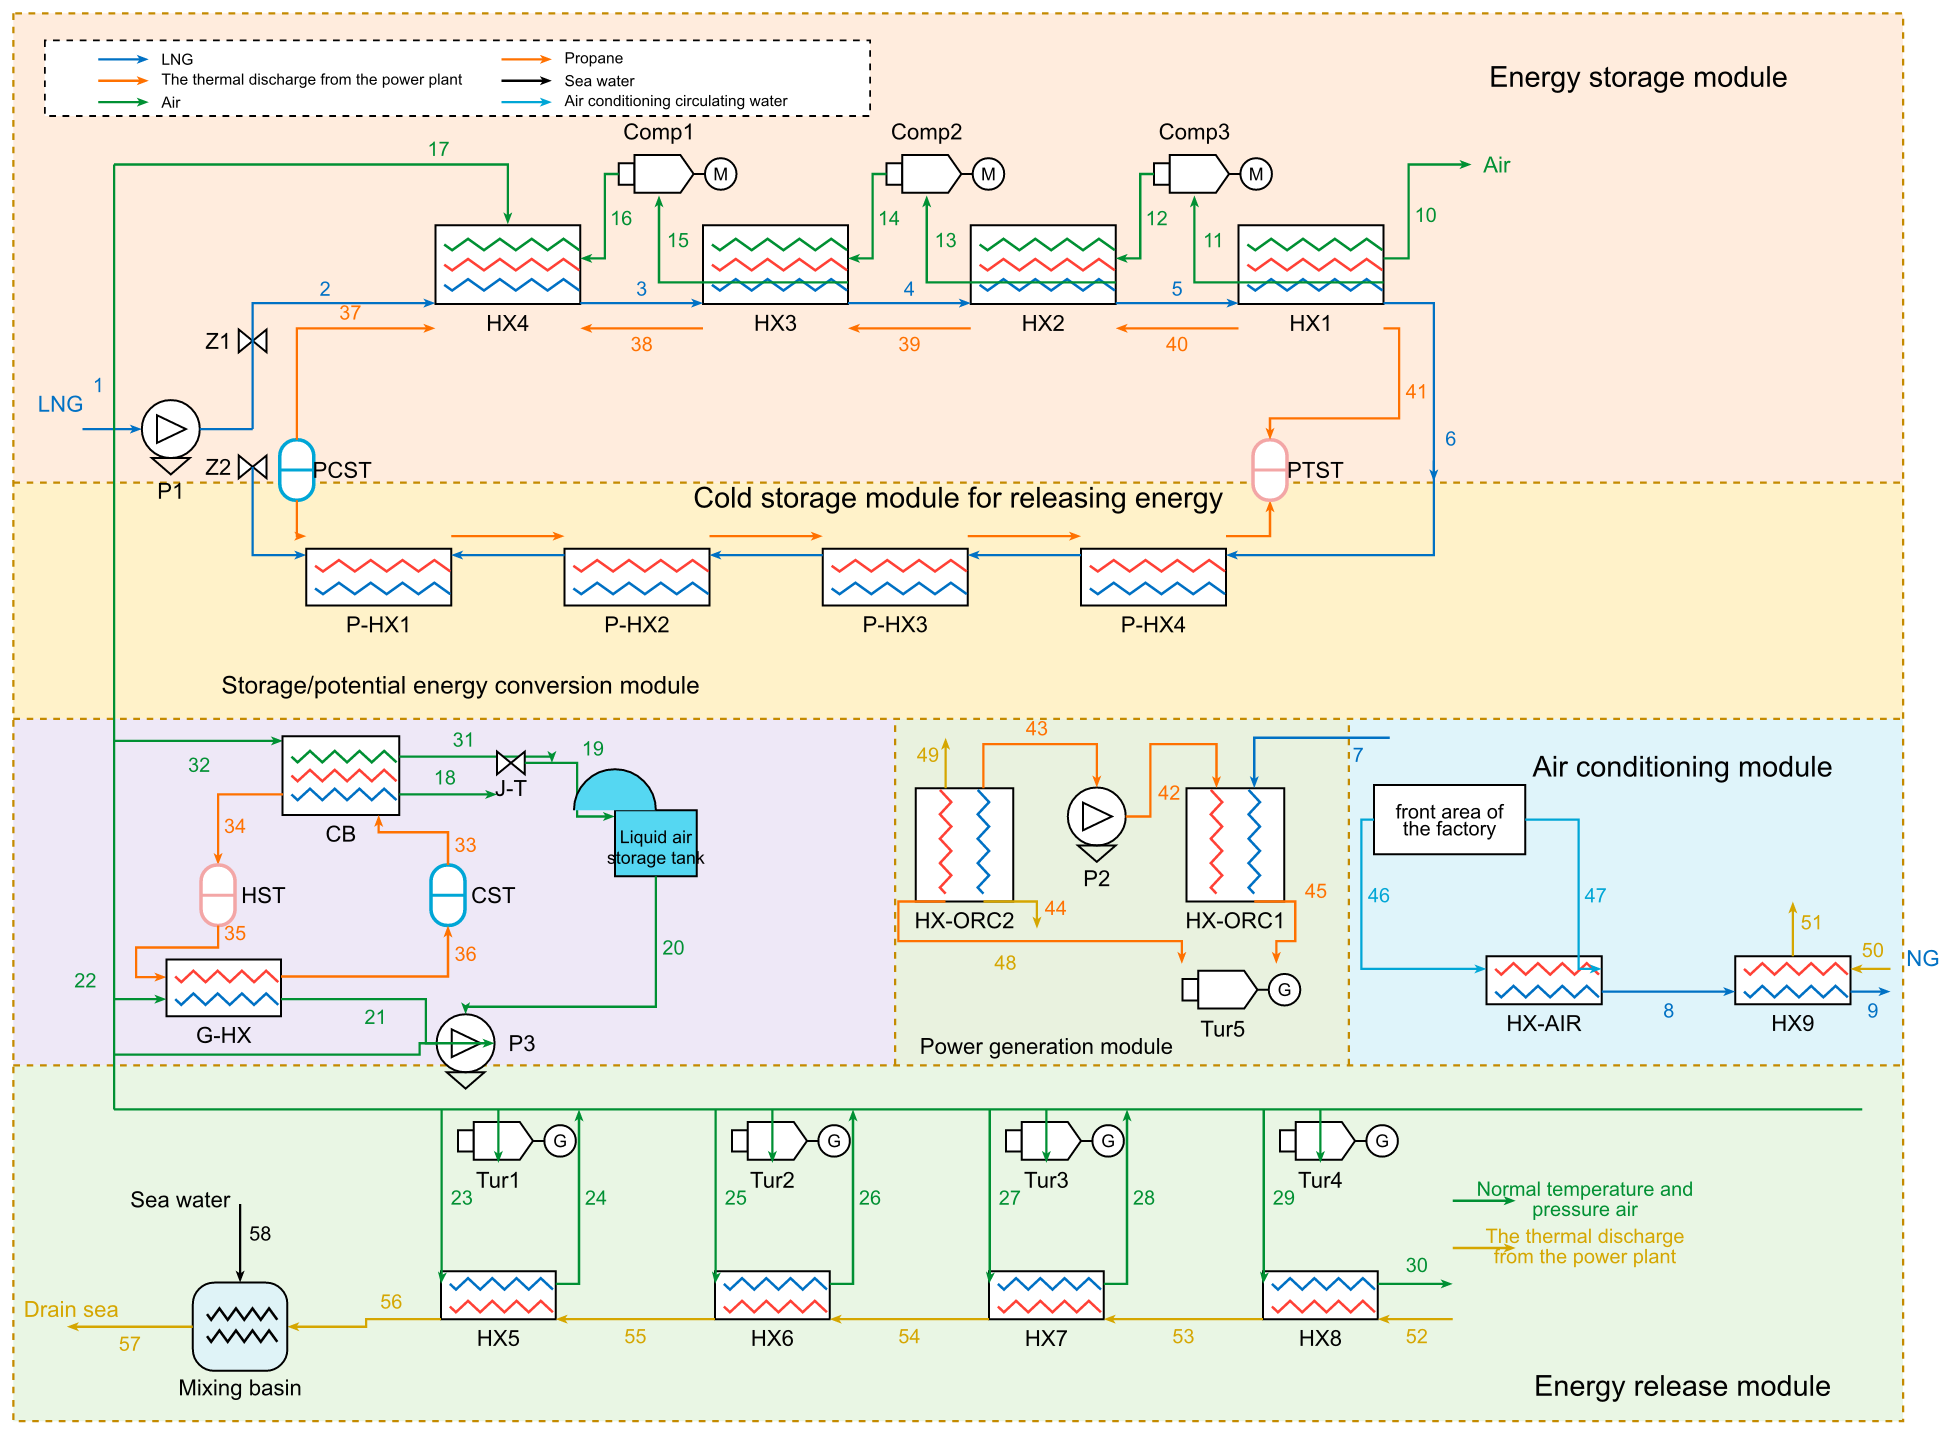 LNG
Propane
The thermal discharge from the power plant
Sea water
Air
Air conditioning circulating water
Energy storage module
Comp1
Comp2
Comp3
M
M
M
17
16
15
14
13
12
11
10
Air
2
3
4
5
37
HX4
HX3
HX2
HX1
38
39
40
Z1
1
LNG
41
6
Z2
PCST
PTST
P1
Cold storage module for releasing energy
P-HX1
P-HX2
P-HX3
P-HX4
Storage/potential energy conversion module
31
19
32
18
J-T
CB
34
33
Liquid air
storage tank
HST
CST
35
36
20
22
21
G-HX
P3
43
49
42
P2
HX-ORC2
44
HX-ORC1
45
48
G
Tur5
Power generation module
7
Air conditioning module
front area of
the factory
46
47
51
50
NG
HX-AIR
8
HX9
9
G
G
G
G
Tur1
Tur2
Tur3
Tur4
23
24
25
26
27
28
29
Normal temperature and
pressure air
The thermal discharge
from the power plant
Sea water
58
30
Drain sea
57
56
55
54
53
52
HX5
HX6
HX7
HX8
Mixing basin
Energy release module